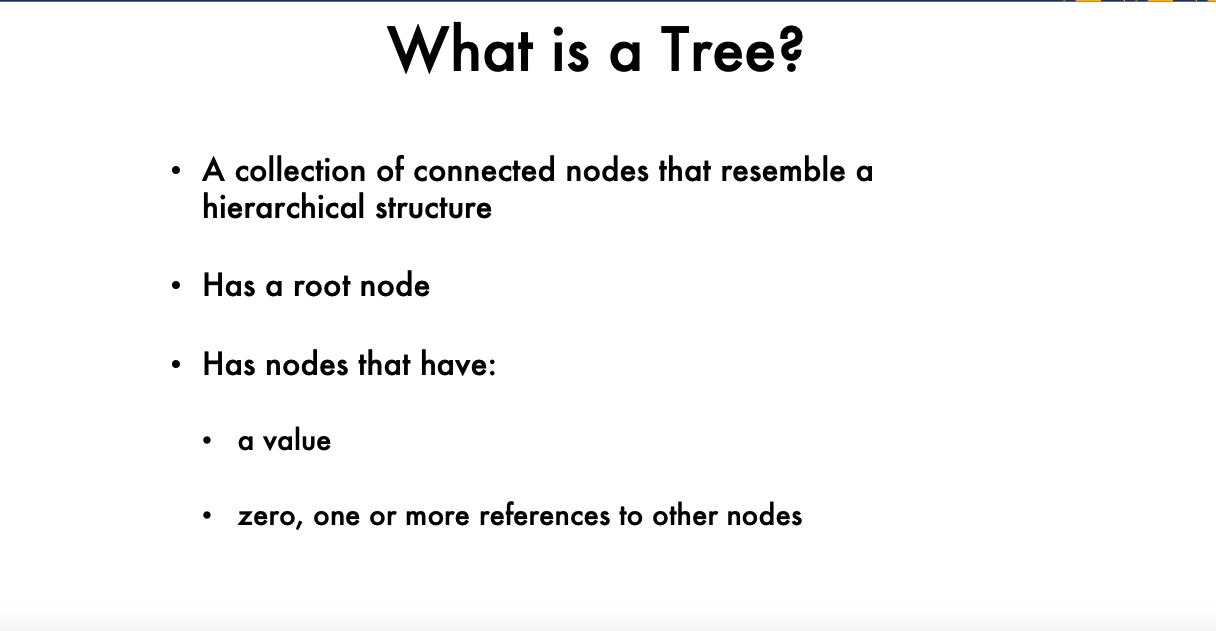 What is a Tree?
• A collection of connected nodes that resemble a
hierarchical structure
• Has a root node
• Has nodes that have:
• a value
• zero, one or more references to other nodes